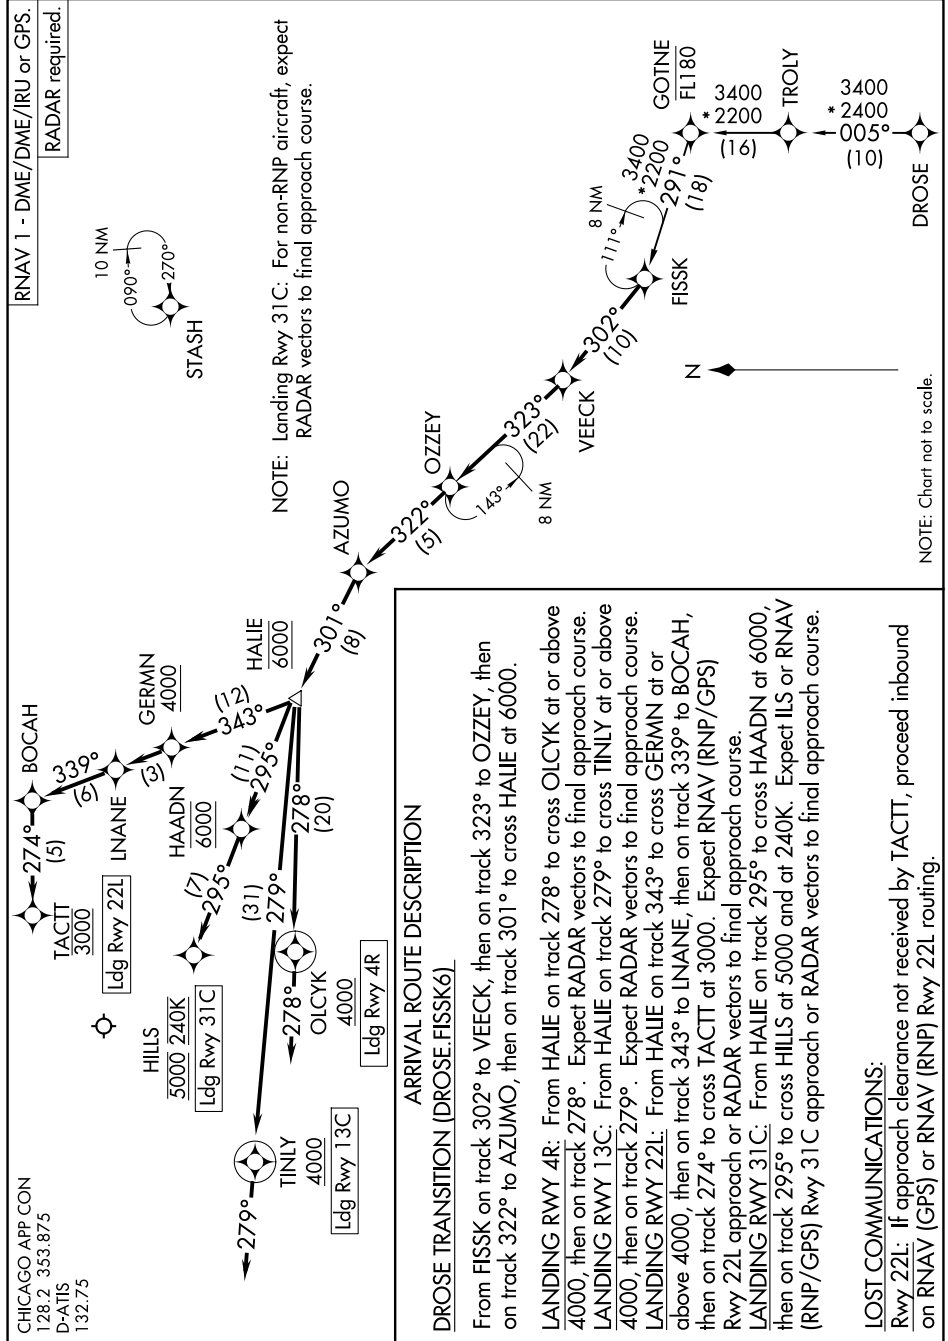 RNAV 1 - DME/DME/IRU or GPS.
RADAR required.
CHICAGO APP CON
128.2  353.875
D-ATIS
132.75
10 NM
090°
270°
STASH
NOTE: Landing Rwy 31C: For non-RNP aircraft, expect
RADAR vectors to final approach course.
BOCAH
274°
(5)
TACTT
3000
Ldg Rwy 22L
339°
(6)
LNANE
(3)
GERMN
4000
(12)
343°
HALIE
6000
(11)
295°
HAADN
6000
(7)
295°
HILLS
5000 240K
Ldg Rwy 31C
278°
(20)
(31)
279°
278°
OLCYK
4000
Ldg Rwy 4R
279°
TINLY
4000
Ldg Rwy 13C
301°
(8)
AZUMO
322°
(5)
OZZEY
143°
8 NM
323°
(22)
VEECK
302°
(10)
FISSK
111°
8 NM
3400
*2200
291°
(18)
GOTNE
FL180
3400
*2200
(16)
TROLY
3400
*2400
005°
(10)
DROSE
N
NOTE: Chart not to scale.
ARRIVAL ROUTE DESCRIPTION
DROSE TRANSITION (DROSE.FISSK6)
From FISSK on track 302° to VEECK, then on track 323° to OZZEY, then
on track 322° to AZUMO, then on track 301° to cross HALIE at 6000.
LANDING RWY 4R: From HALIE on track 278° to cross OLCYK at or above
4000, then on track 278°. Expect RADAR vectors to final approach course.
LANDING RWY 13C: From HALIE on track 279° to cross TINLY at or above
4000, then on track 279°. Expect RADAR vectors to final approach course.
LANDING RWY 22L: From HALIE on track 343° to cross GERMN at or
above 4000, then on track 343° to LNANE, then on track 339° to BOCAH,
then on track 274° to cross TACTT at 3000. Expect RNAV (RNP/GPS)
Rwy 22L approach or RADAR vectors to final approach course.
LANDING RWY 31C: From HALIE on track 295° to cross HAADN at 6000,
then on track 295° to cross HILLS at 5000 and at 240K. Expect ILS or RNAV
(RNP/GPS) Rwy 31C approach or RADAR vectors to final approach course.
LOST COMMUNICATIONS:
Rwy 22L: If approach clearance not received by TACTT, proceed inbound
on RNAV (GPS) or RNAV (RNP) Rwy 22L routing.